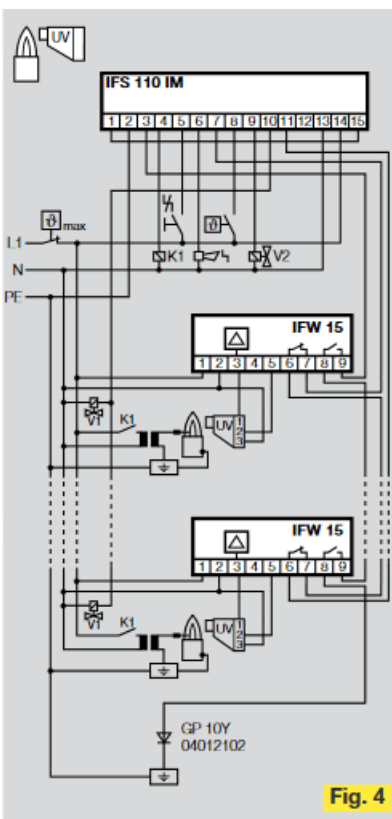 UV
IFS 110 IM
1 2 3 4 5 6 7 8 9 10 11 12 13 14 15
ϑ max
L1
ϑ
N
K1
V2
PE
IFW 15
1 2 3 4 5 6 7 8 9
V1
K1
UV
1
2
3
IFW 15
1 2 3 4 5 6 7 8 9
V1
K1
UV
1
2
3
GP 10Y
04012102
Fig. 4